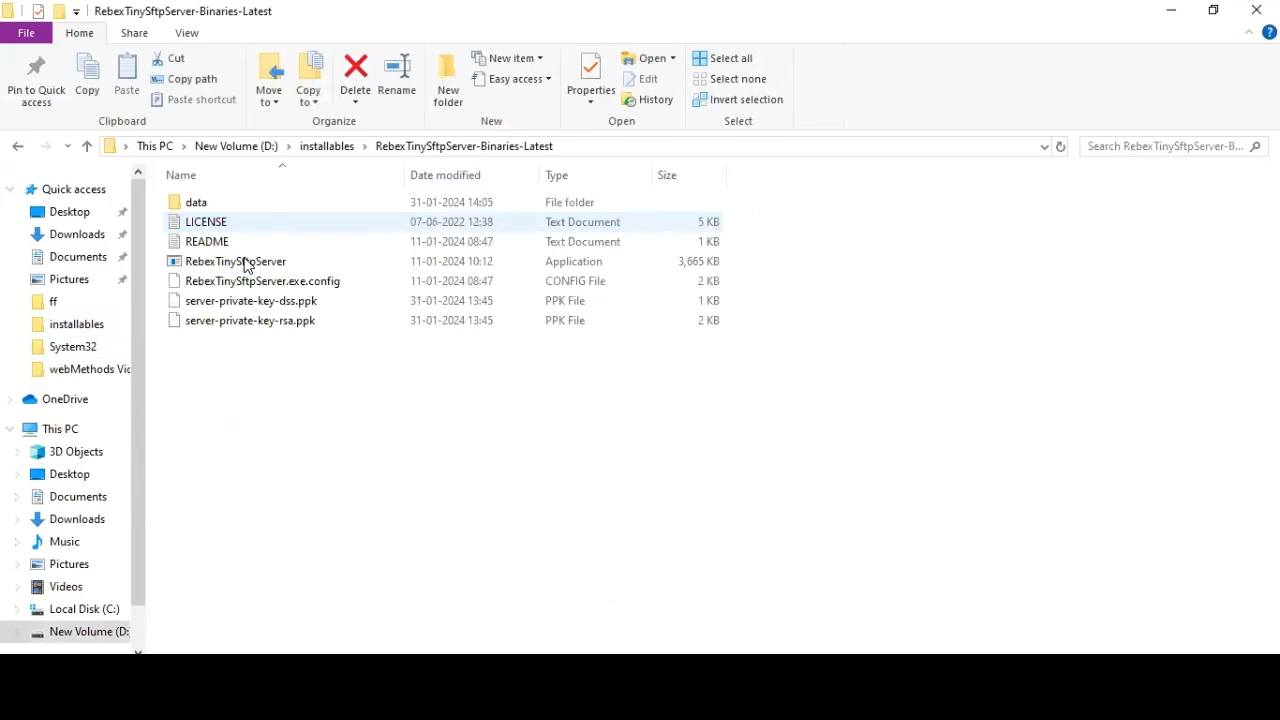 RebexTinySftpServer-Binaries-Latest
File Home Share View
Pin to Quick access
Copy
Paste
Cut
Copy path
Paste shortcut
Clipboard
Move to
Copy to
Delete
Rename
Organize
New folder
New item
Easy access
New
Properties
Open
Edit
History
Open
Select all
Select none
Invert selection
Select
This PC > New Volume (D:) > installables > RebexTinySftpServer-Binaries-Latest
Search RebexTinySftpServer-B...
Quick access
Desktop
Downloads
Documents
Pictures
ff
installables
System32
webMethods Vic
OneDrive
This PC
3D Objects
Desktop
Documents
Downloads
Music
Pictures
Videos
Local Disk (C:)
New Volume (D:
Name Date modified Type Size
data 31-01-2024 14:05 File folder
LICENSE 07-06-2022 12:38 Text Document 5 KB
README 11-01-2024 08:47 Text Document 1 KB
RebexTinySftpServer 11-01-2024 10:12 Application 3,665 KB
RebexTinySftpServer.exe.config 11-01-2024 08:47 CONFIG File 2 KB
server-private-key-dss.ppk 31-01-2024 13:45 PPK File 1 KB
server-private-key-rsa.ppk 31-01-2024 13:45 PPK File 2 KB